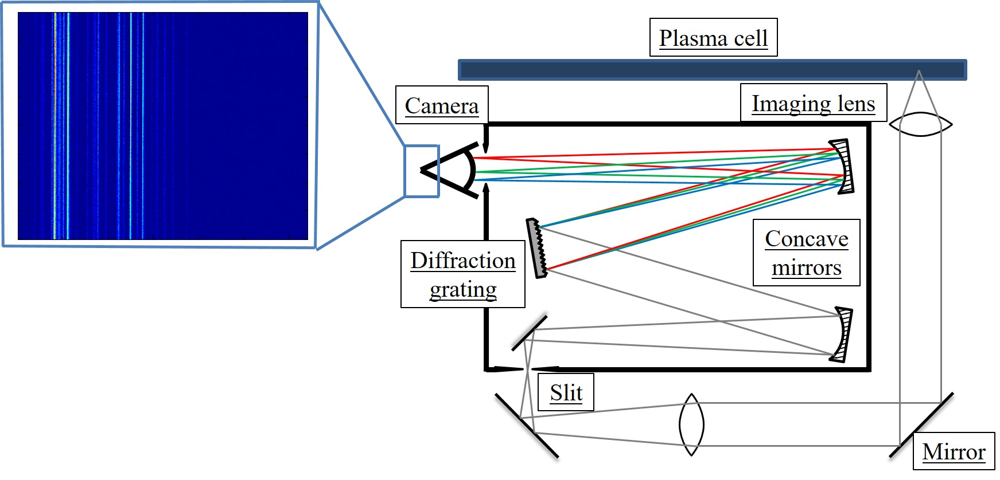 Plasma cell
Camera
Imaging lens
Concave
mirrors
Diffraction
grating
Slit
Mirror